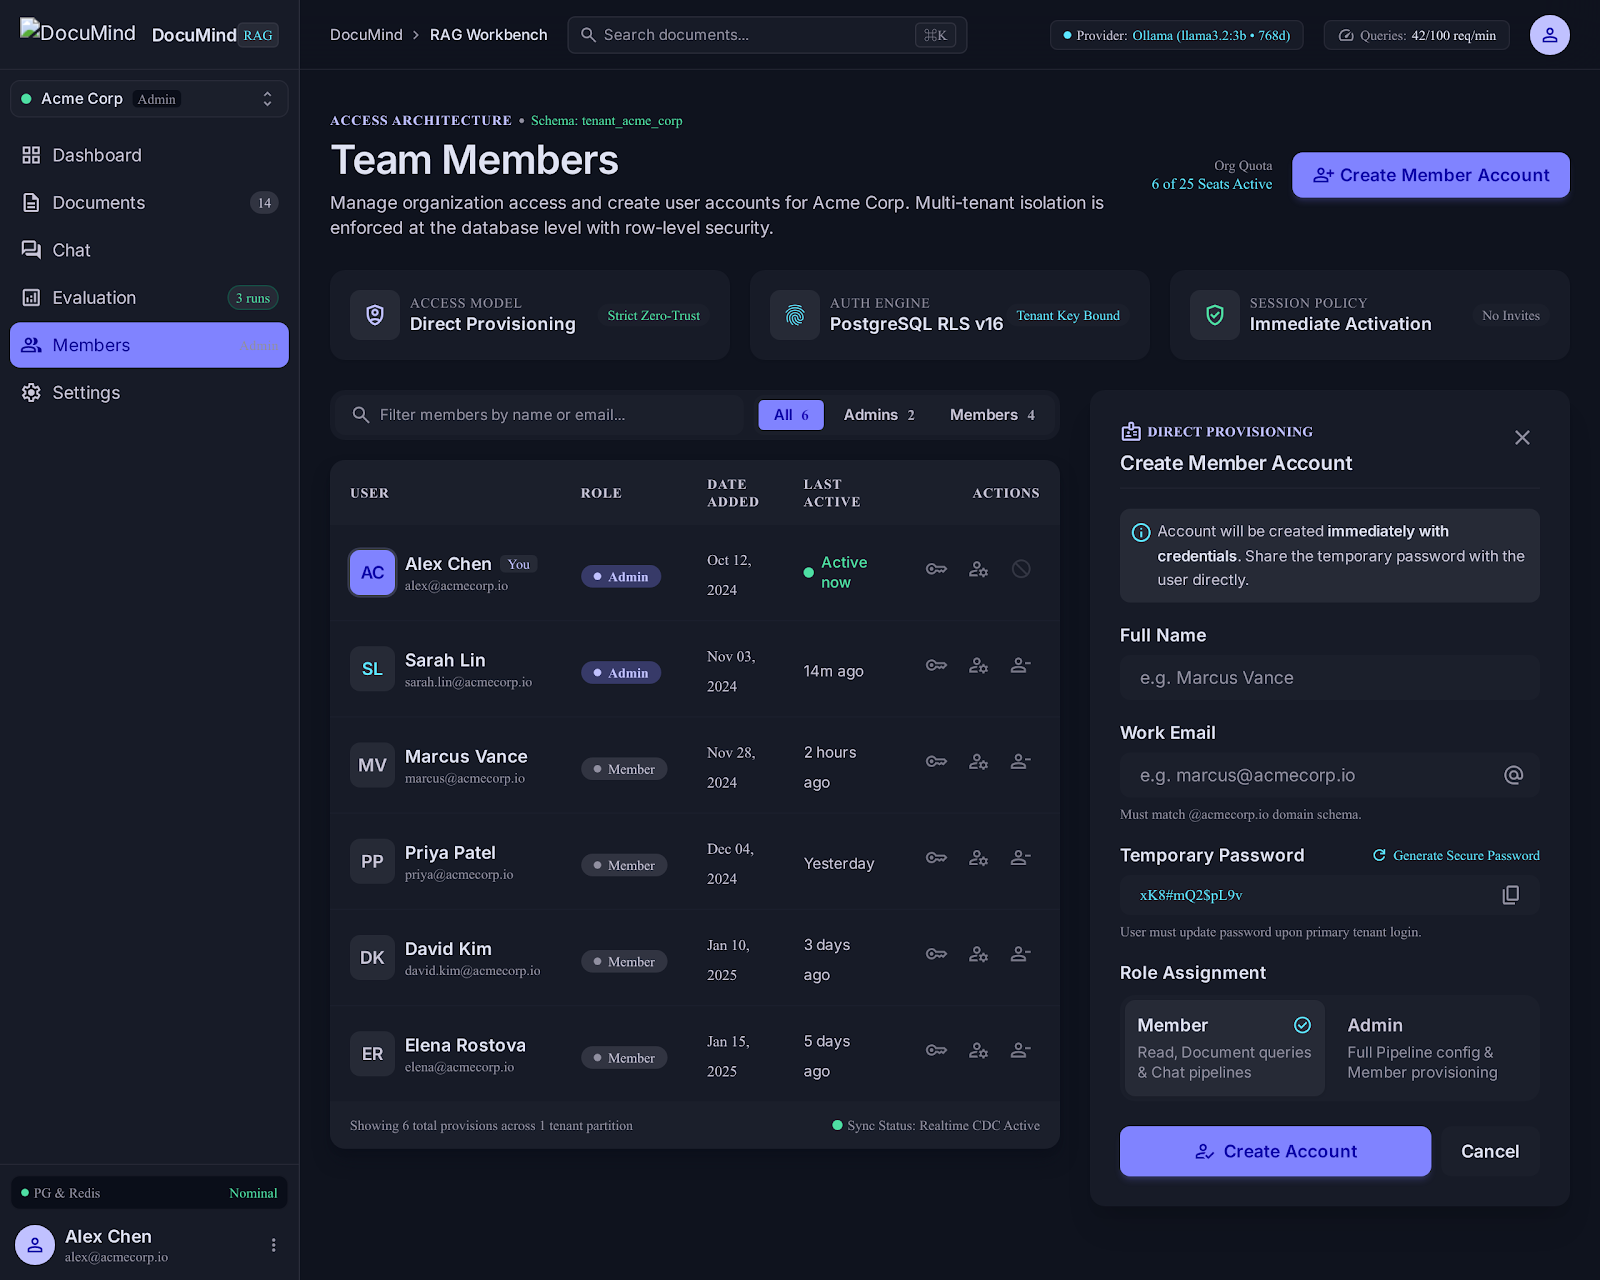 DocuMind
DocuMind RAG
Acme Corp Admin
Dashboard
Documents 14
Chat
Evaluation 3 runs
Members Admin
Settings
PG & Redis Nominal
Alex Chen
alex@acmecorp.io
DocuMind › RAG Workbench
Search documents... ⌘K
Provider: Ollama (llama3.2:3b • 768d)
Queries: 42/100 req/min
ACCESS ARCHITECTURE • Schema: tenant_acme_corp
Team Members
Manage organization access and create user accounts for Acme Corp. Multi-tenant isolation is
enforced at the database level with row-level security.
Org Quota
6 of 25 Seats Active
Create Member Account
ACCESS MODEL
Direct Provisioning
Strict Zero-Trust
AUTH ENGINE
PostgreSQL RLS v16
Tenant Key Bound
SESSION POLICY
Immediate Activation
No Invites
Filter members by name or email...
All 6
Admins 2
Members 4
USER ROLE DATE ADDED LAST ACTIVE ACTIONS
AC
Alex Chen You
alex@acmecorp.io
Admin
Oct 12,
2024
Active
now
SL
Sarah Lin
sarah.lin@acmecorp.io
Admin
Nov 03,
2024
14m ago
MV
Marcus Vance
marcus@acmecorp.io
Member
Nov 28,
2024
2 hours
ago
PP
Priya Patel
priya@acmecorp.io
Member
Dec 04,
2024
Yesterday
DK
David Kim
david.kim@acmecorp.io
Member
Jan 10,
2025
3 days
ago
ER
Elena Rostova
elena@acmecorp.io
Member
Jan 15,
2025
5 days
ago
Showing 6 total provisions across 1 tenant partition
Sync Status: Realtime CDC Active
DIRECT PROVISIONING
Create Member Account
Account will be created immediately with
credentials. Share the temporary password with the
user directly.
Full Name
e.g. Marcus Vance
Work Email
e.g. marcus@acmecorp.io
Must match @acmecorp.io domain schema.
Temporary Password
Generate Secure Password
xK8#mQ2$pL9v
User must update password upon primary tenant login.
Role Assignment
Member
Read, Document queries
& Chat pipelines
Admin
Full Pipeline config &
Member provisioning
Create Account
Cancel